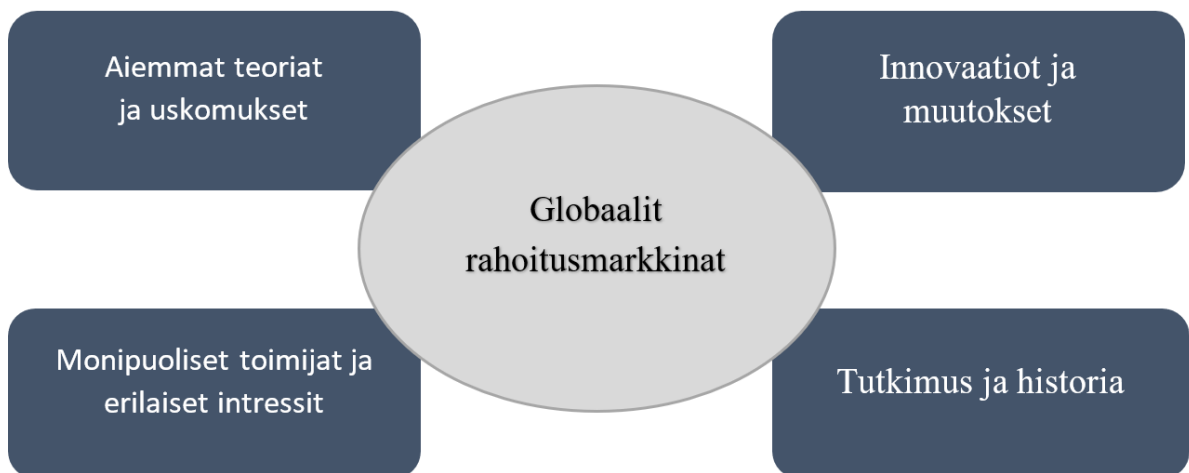 Aiemmat teoriat
ja uskomukset
Innovaatiot ja
muutokset
Globaalit
rahoitusmarkkinat
Monipuoliset toimijat ja
erilaiset intressit
Tutkimus ja historia